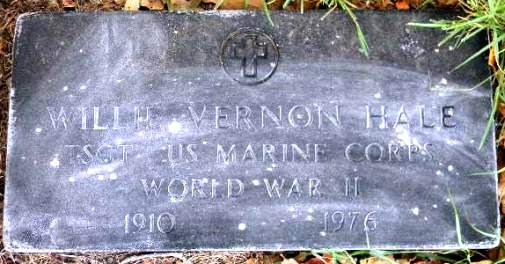 WILLIE VERNON HALE
TSGT US MARINE CORPS
WORLD WAR II
1910 1976